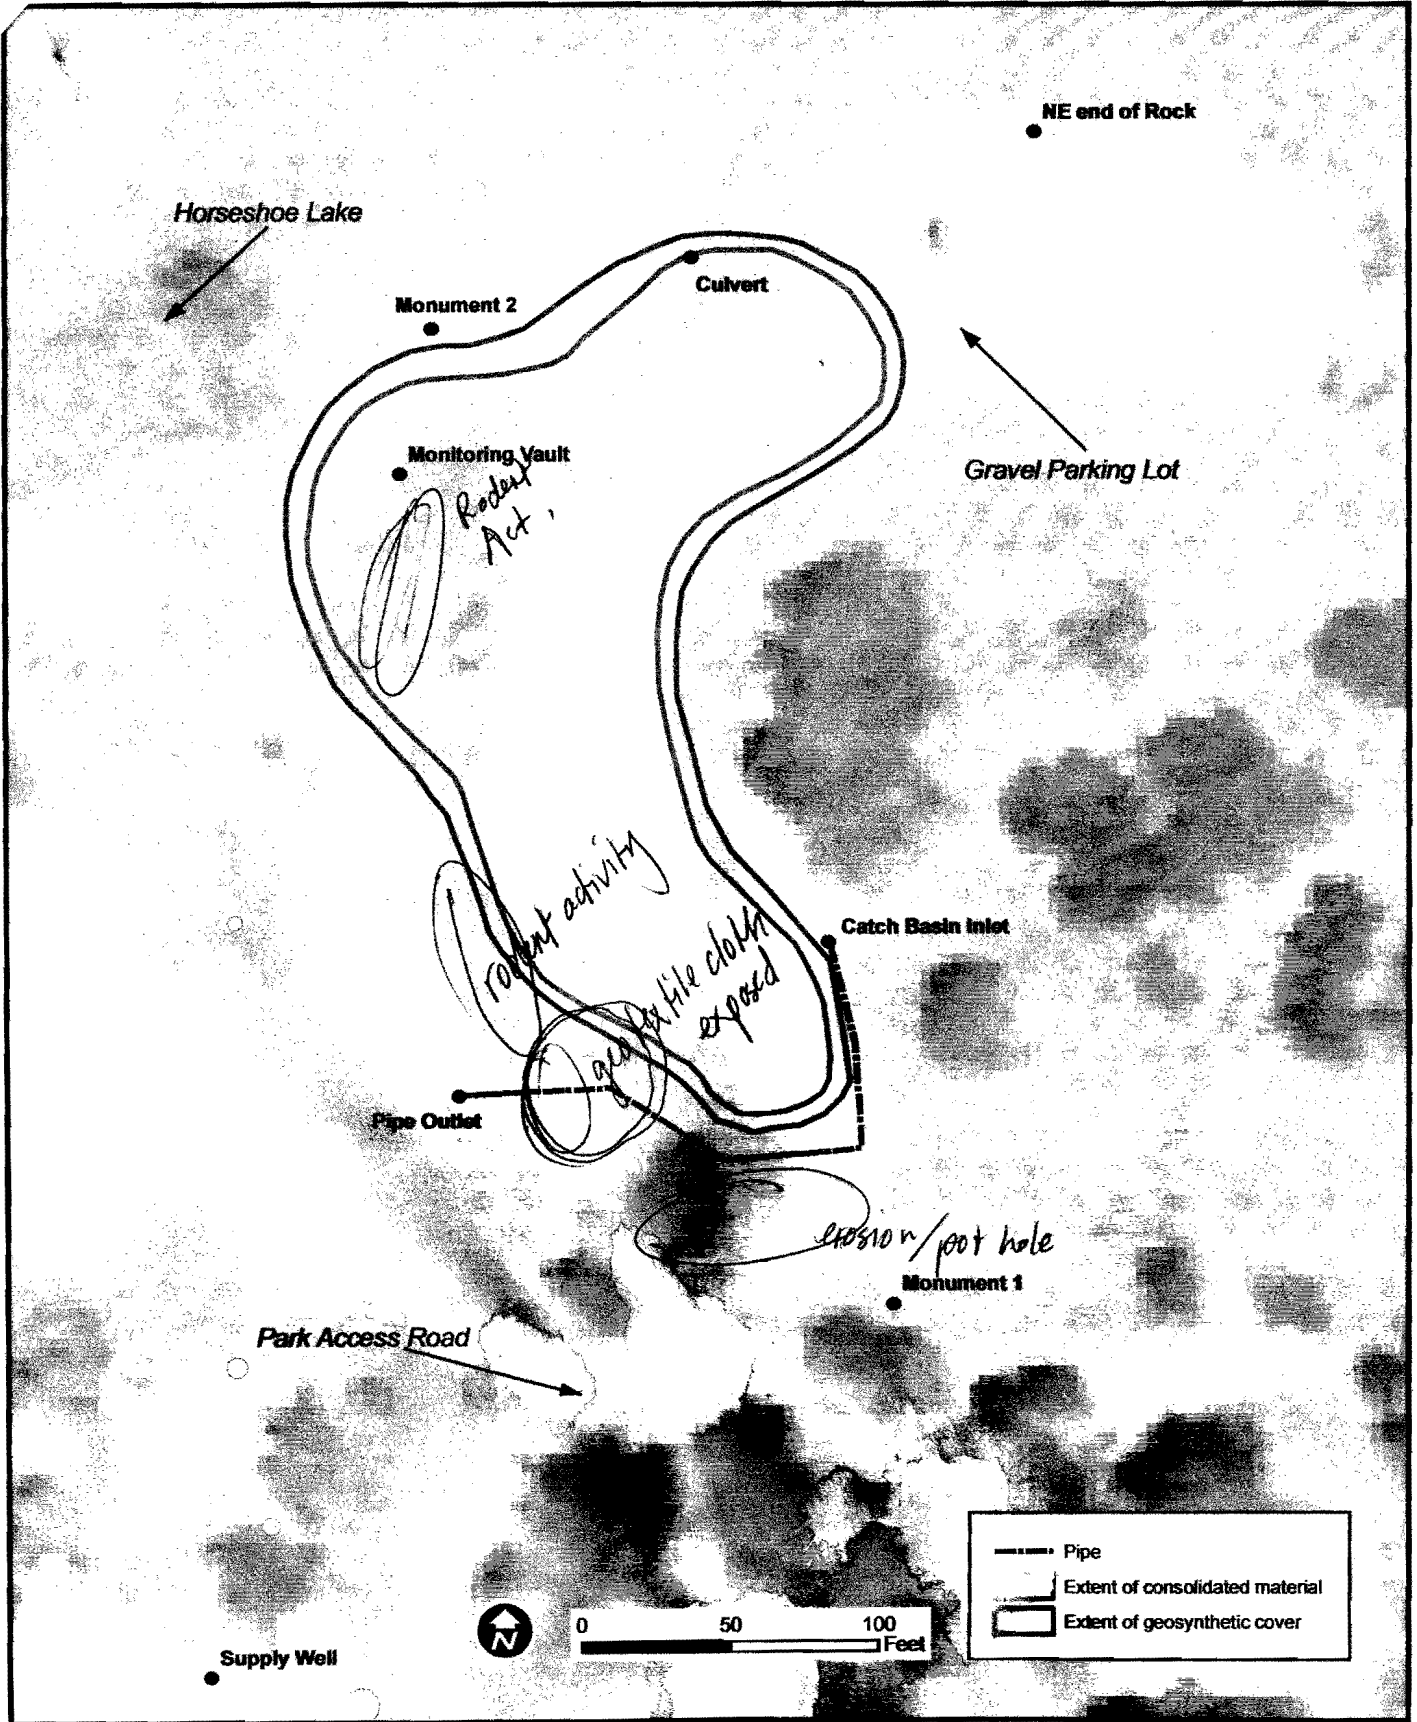 NE end of Rock
Horseshoe Lake
Culvert
Monument 2
Monitoring Vault
Rodent
Act.
Gravel Parking Lot
rodent activity
geo textile cloth
exposed
Catch Basin Inlet
Pipe Outlet
erosion/pot hole
Monument 1
Park Access Road
Pipe
Extent of consolidated material
Extent of geosynthetic cover
N
0 50 100
Feet
Supply Well